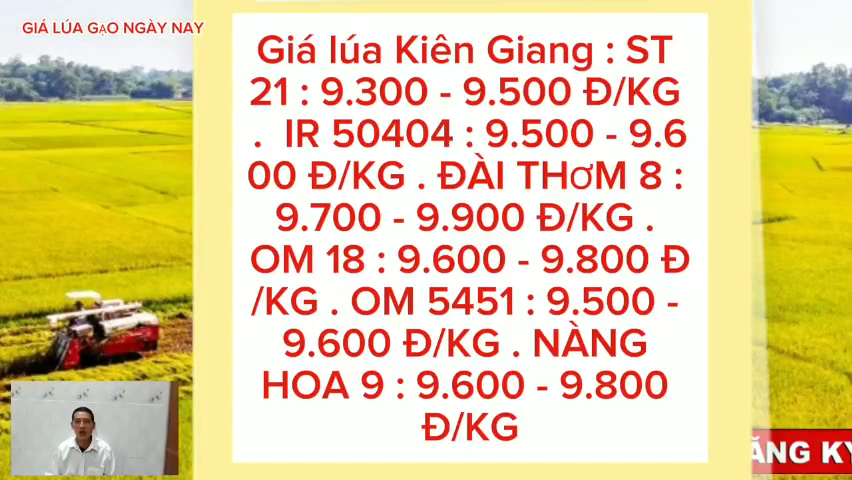 GIÁ LÚA GẠO NGÀY NAY
Giá lúa Kiên Giang : ST
21 : 9.300 - 9.500 Đ/KG
. IR 50404 : 9.500 - 9.6
00 Đ/KG . ĐÀI THƠM 8 :
9.700 - 9.900 Đ/KG .
OM 18 : 9.600 - 9.800 Đ
/KG . OM 5451 : 9.500 -
9.600 Đ/KG . NÀNG
HOA 9 : 9.600 - 9.800
Đ/KG
ĂNG KÝ